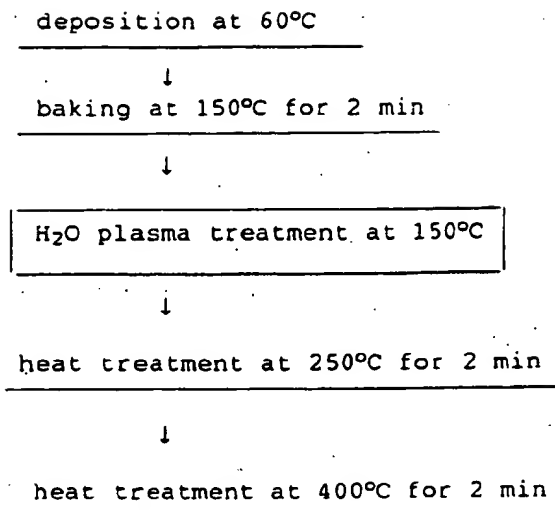 deposition at 60°C
↓
baking at 150°C for 2 min
↓
H₂O plasma treatment at 150°C
↓
heat treatment at 250°C for 2 min
↓
heat treatment at 400°C for 2 min